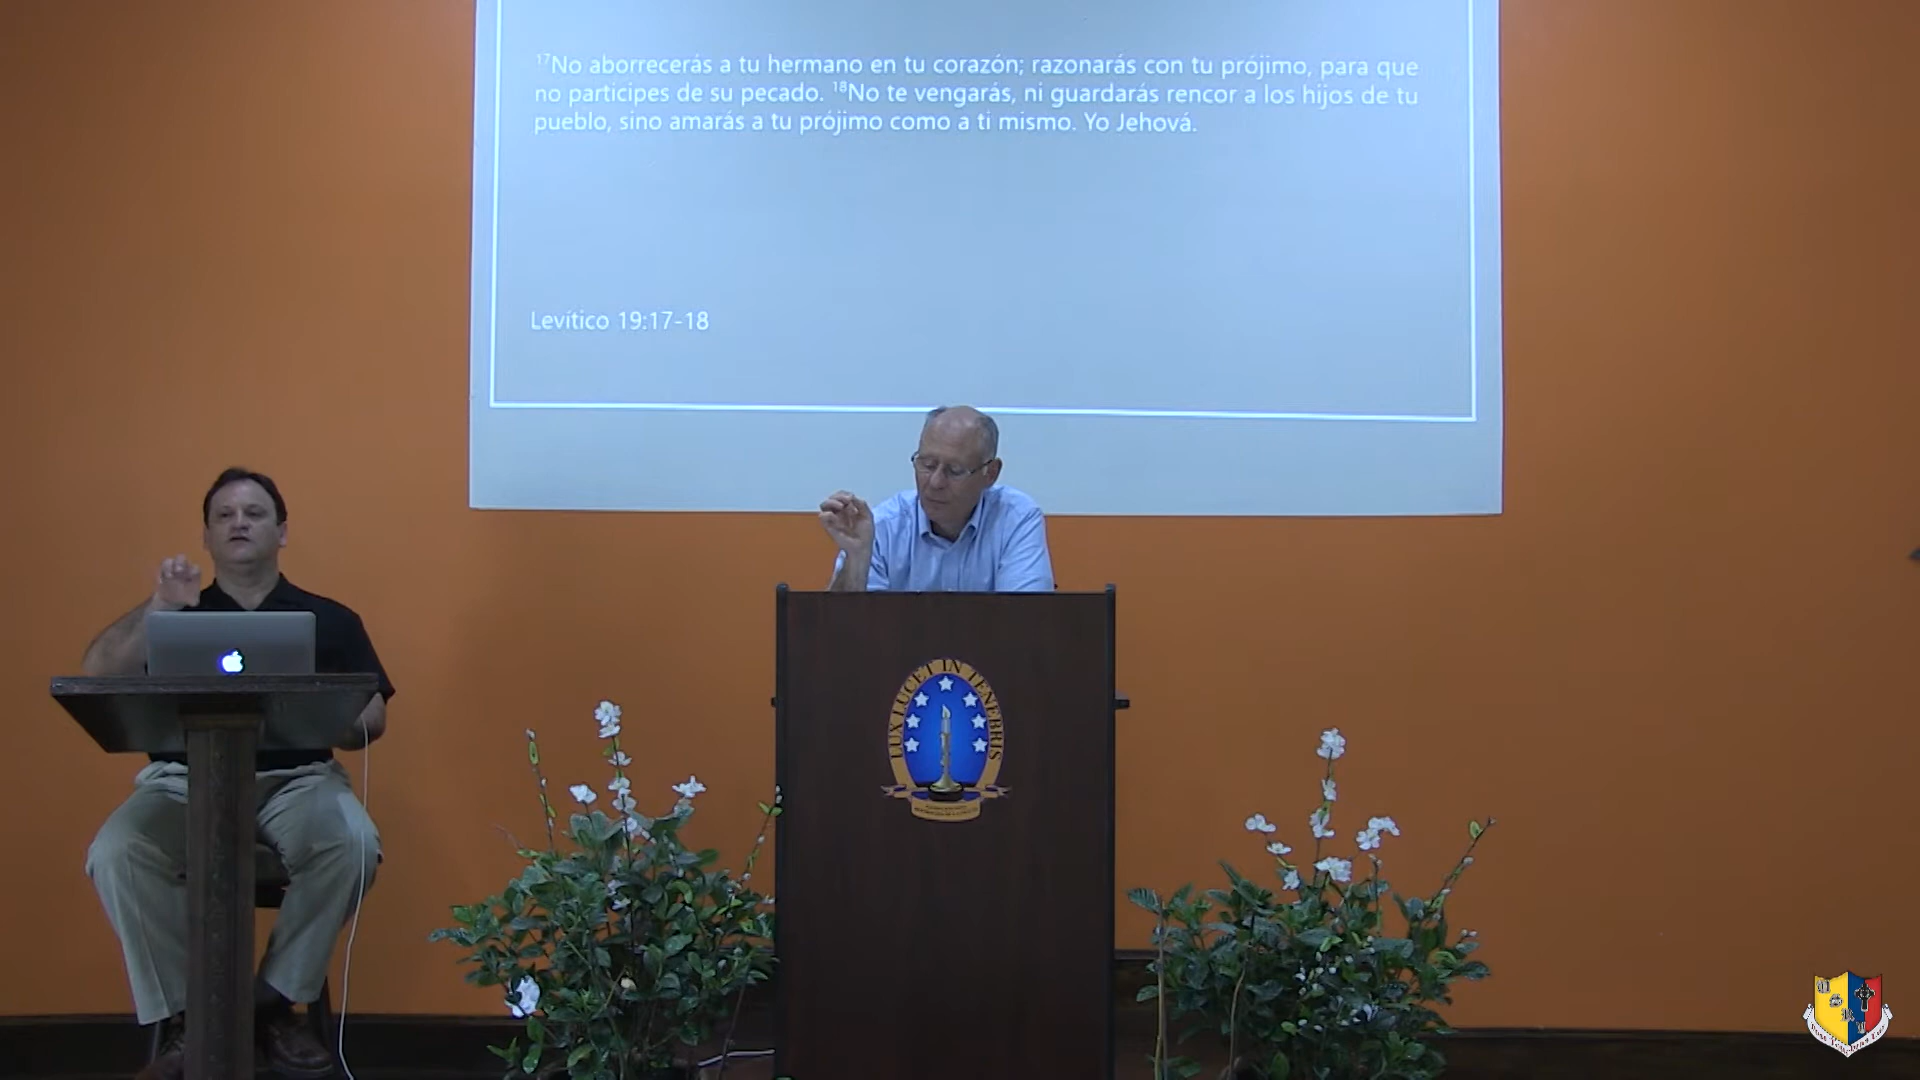 ¹⁷No aborrecerás a tu hermano en tu corazón; razonarás con tu prójimo, para que
no participes de su pecado. ¹⁸No te vengarás, ni guardarás rencor a los hijos de tu
pueblo, sino amarás a tu prójimo como a ti mismo. Yo Jehová.
Levítico 19:17-18
LUX LUCET IN TENEBRIS